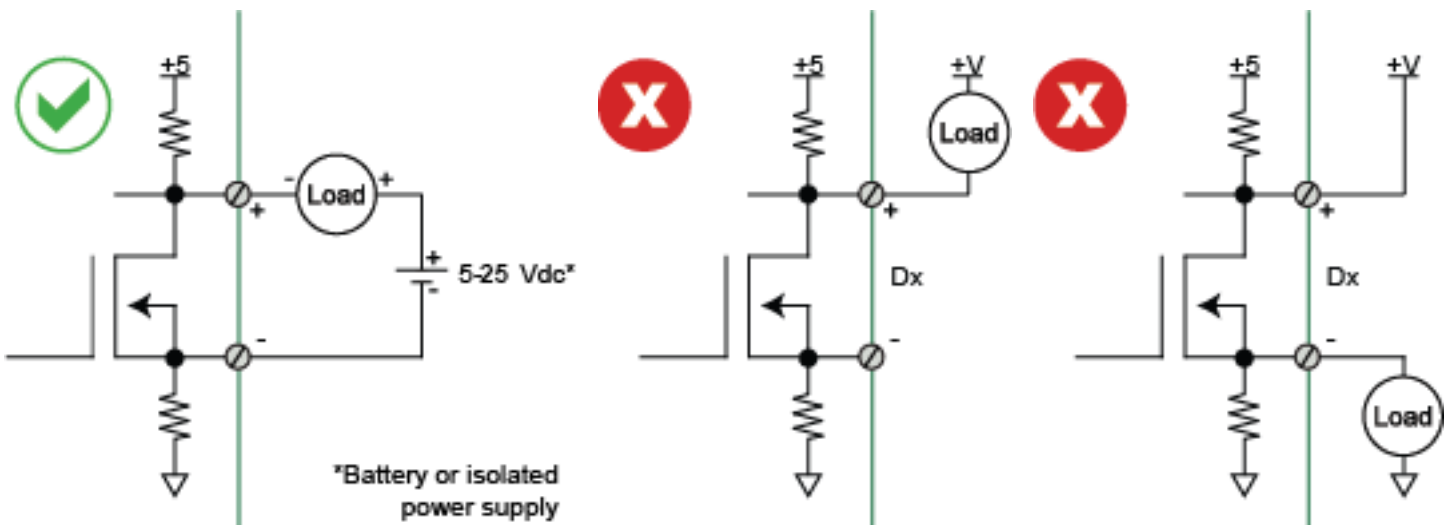 +5
- Load +
+
+
5-25 Vdc*
-
-
*Battery or isolated
power supply
X
+5
+V
Load
+
Dx
-
X
+5
+V
+
Dx
-
Load